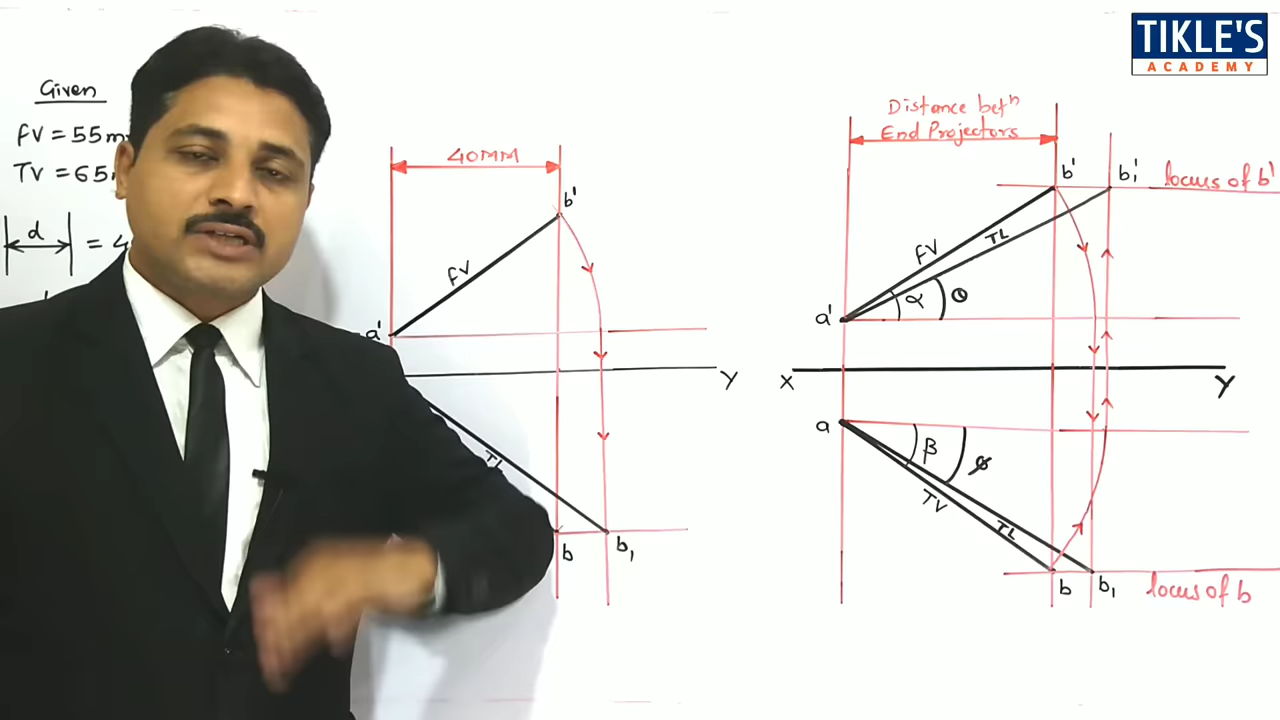 TIKLE'S
ACADEMY
Given
FV = 55m
TV = 65
d
= 4
40MM
b'
FV
a'
Y
TL
b
b₁
Distance betⁿ
End Projectors
b'
b₁'
locus of b'
FV
TL
α
θ
a'
X
Y
a
β
ø
TV
TL
b
b₁
locus of b